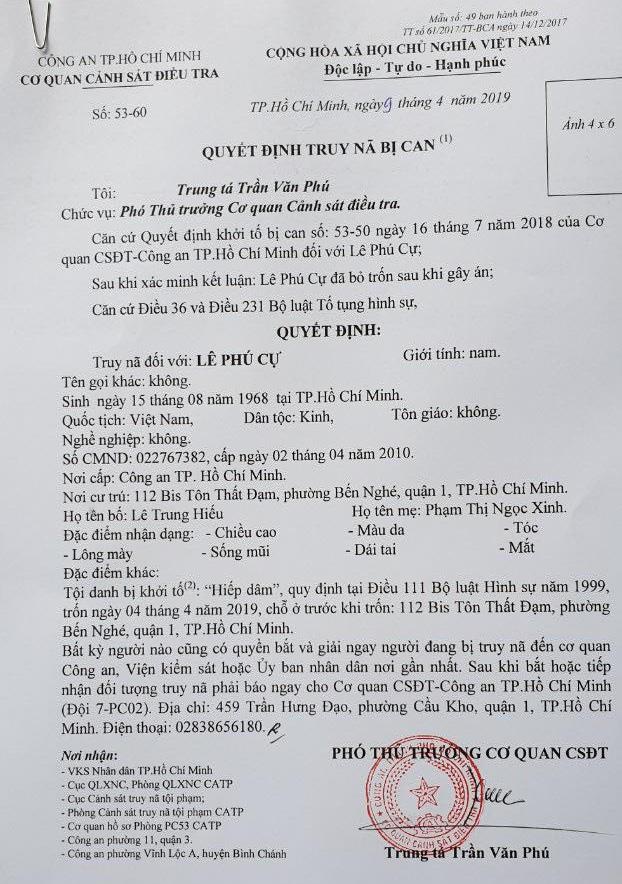 Mẫu số: 49 ban hành theo
TT số 61/2017/TT-BCA ngày 14/12/2017
CÔNG AN TP.HỒ CHÍ MINH
CƠ QUAN CẢNH SÁT ĐIỀU TRA
CỘNG HÒA XÃ HỘI CHỦ NGHĨA VIỆT NAM
Độc lập - Tự do - Hạnh phúc
Số: 53-60
TP.Hồ Chí Minh, ngày 9 tháng 4 năm 2019
Ảnh 4 x 6
QUYẾT ĐỊNH TRUY NÃ BỊ CAN (1)
Tôi: Trung tá Trần Văn Phú
Chức vụ: Phó Thủ trưởng Cơ quan Cảnh sát điều tra.
Căn cứ Quyết định khởi tố bị can số: 53-50 ngày 16 tháng 7 năm 2018 của Cơ
quan CSĐT-Công an TP.Hồ Chí Minh đối với Lê Phú Cự;
Sau khi xác minh kết luận: Lê Phú Cự đã bỏ trốn sau khi gây án;
Căn cứ Điều 36 và Điều 231 Bộ luật Tố tụng hình sự,
QUYẾT ĐỊNH:
Truy nã đối với: LÊ PHÚ CỰ Giới tính: nam.
Tên gọi khác: không.
Sinh ngày 15 tháng 08 năm 1968 tại TP.Hồ Chí Minh.
Quốc tịch: Việt Nam, Dân tộc: Kinh, Tôn giáo: không.
Nghề nghiệp: không.
Số CMND: 022767382, cấp ngày 02 tháng 04 năm 2010.
Nơi cấp: Công an TP. Hồ Chí Minh.
Nơi cư trú: 112 Bis Tôn Thất Đạm, phường Bến Nghé, quận 1, TP.Hồ Chí Minh.
Họ tên bố: Lê Trung Hiếu Họ tên mẹ: Phạm Thị Ngọc Xinh.
Đặc điểm nhận dạng: - Chiều cao - Màu da - Tóc
- Lông mày - Sống mũi - Dái tai - Mắt
Đặc điểm khác:
Tội danh bị khởi tố(2): “Hiếp dâm”, quy định tại Điều 111 Bộ luật Hình sự năm 1999,
trốn ngày 04 tháng 4 năm 2019, chỗ ở trước khi trốn: 112 Bis Tôn Thất Đạm, phường
Bến Nghé, quận 1, TP.Hồ Chí Minh.
Bất kỳ người nào cũng có quyền bắt và giải ngay người đang bị truy nã đến cơ quan
Công an, Viện kiểm sát hoặc Ủy ban nhân dân nơi gần nhất. Sau khi bắt hoặc tiếp
nhận đối tượng truy nã phải báo ngay cho Cơ quan CSĐT-Công an TP.Hồ Chí Minh
(Đội 7-PC02). Địa chỉ: 459 Trần Hưng Đạo, phường Cầu Kho, quận 1, TP.Hồ Chí
Minh. Điện thoại: 02838656180.
Nơi nhận:
- VKS Nhân dân TP.Hồ Chí Minh
- Cục QLXNC, Phòng QLXNC CATP
- Cục Cảnh sát truy nã tội phạm;
- Phòng Cảnh sát truy nã tội phạm CATP
- Cơ quan hồ sơ Phòng PC53 CATP
- Công an phường 11, quận 3.
- Công an phường Vĩnh Lộc A, huyện Bình Chánh
PHÓ THỦ TRƯỞNG CƠ QUAN CSĐT
Trung tá Trần Văn Phú